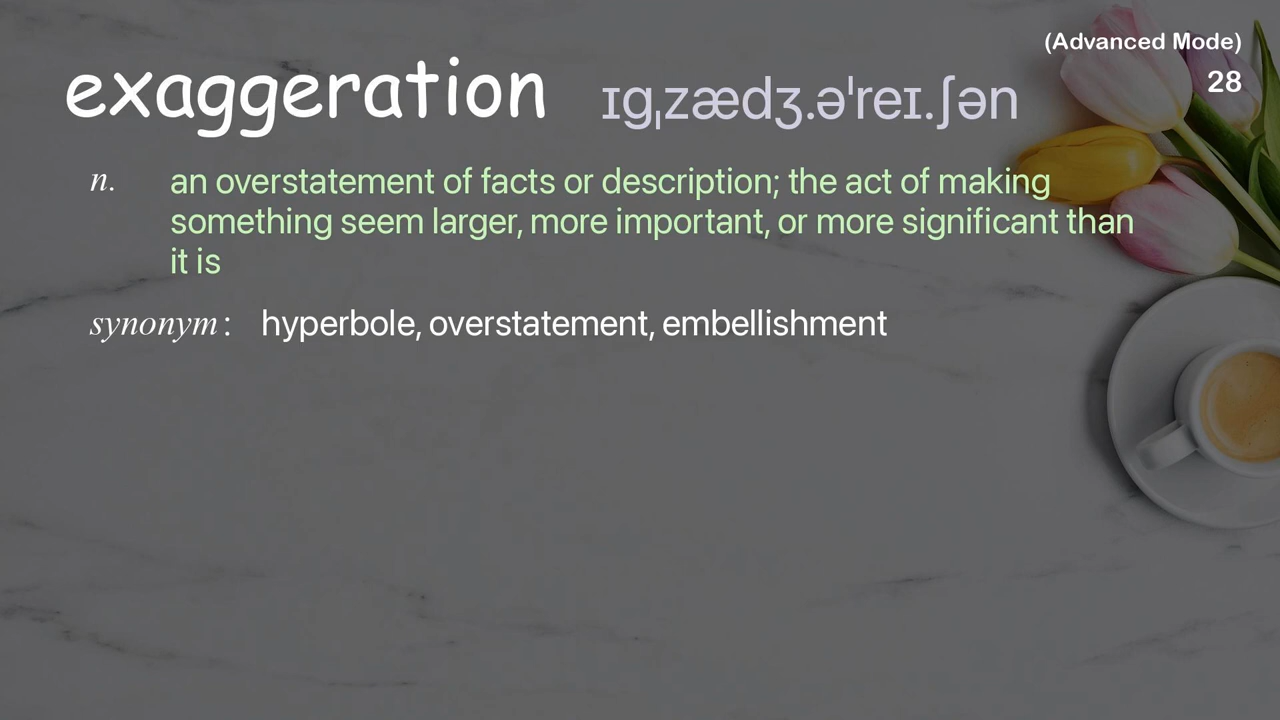 (Advanced Mode)
exaggeration ɪɡˌzædʒ.əˈreɪ.ʃən 28
n. an overstatement of facts or description; the act of making
something seem larger, more important, or more significant than
it is
synonym: hyperbole, overstatement, embellishment